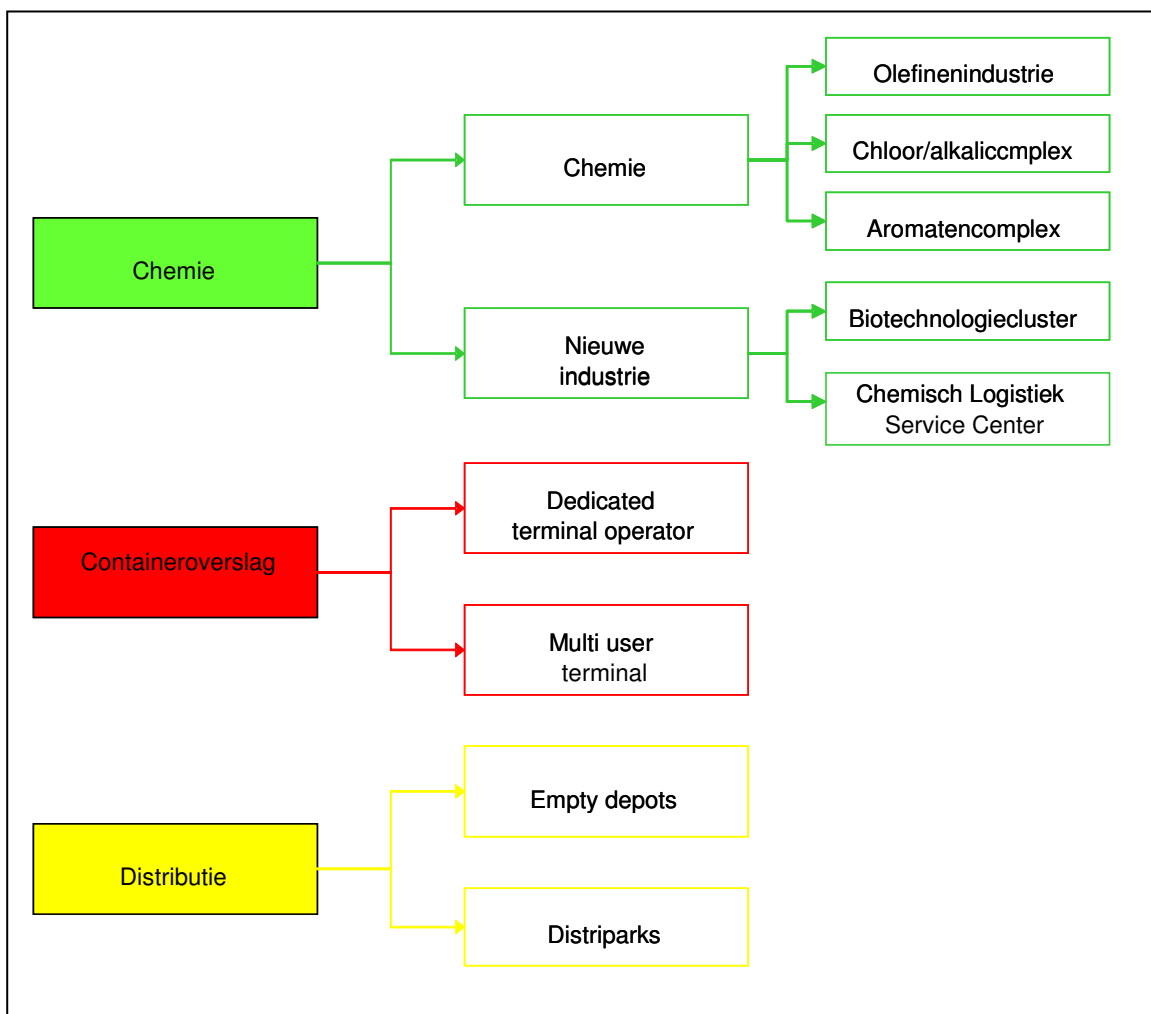 Olefinenindustrie
Chemie
Chloor/alkaliccmplex
Aromatencomplex
Chemie
Nieuwe
industrie
Biotechnologiecluster
Chemisch Logistiek
Service Center
Dedicated
terminal operator
Containeroverslag
Multi user
terminal
Empty depots
Distributie
Distriparks